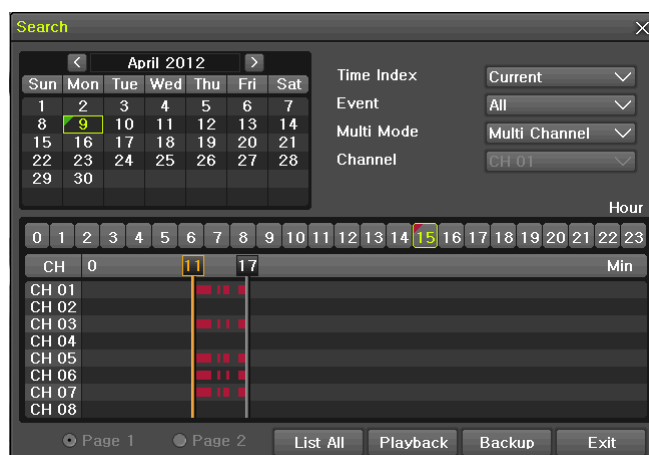 Search
April 2012
Sun Mon Tue Wed Thu Fri Sat
1 2 3 4 5 6 7
8 9 10 11 12 13 14
15 16 17 18 19 20 21
22 23 24 25 26 27 28
29 30
Time Index Current
Event All
Multi Mode Multi Channel
Channel CH 01
Hour
0 1 2 3 4 5 6 7 8 9 10 11 12 13 14 15 16 17 18 19 20 21 22 23
CH 0 11 17 Min
CH 01
CH 02
CH 03
CH 04
CH 05
CH 06
CH 07
CH 08
Page 1 Page 2 List All Playback Backup Exit